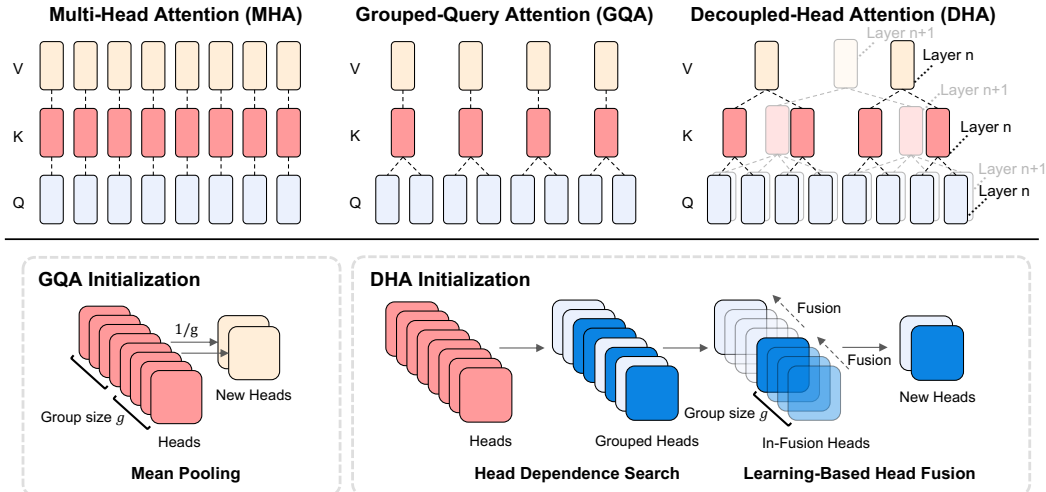 Multi-Head Attention (MHA)
Grouped-Query Attention (GQA)
Decoupled-Head Attention (DHA)
V
K
Q
V
K
Q
Layer n+1
Layer n
V
Layer n+1
K
Layer n
Layer n+1
Q
Layer n
GQA Initialization
1/g
New Heads
Group size g
Heads
Mean Pooling
DHA Initialization
Fusion
Fusion
New Heads
Group size g
Heads
Grouped Heads
In-Fusion Heads
Head Dependence Search
Learning-Based Head Fusion